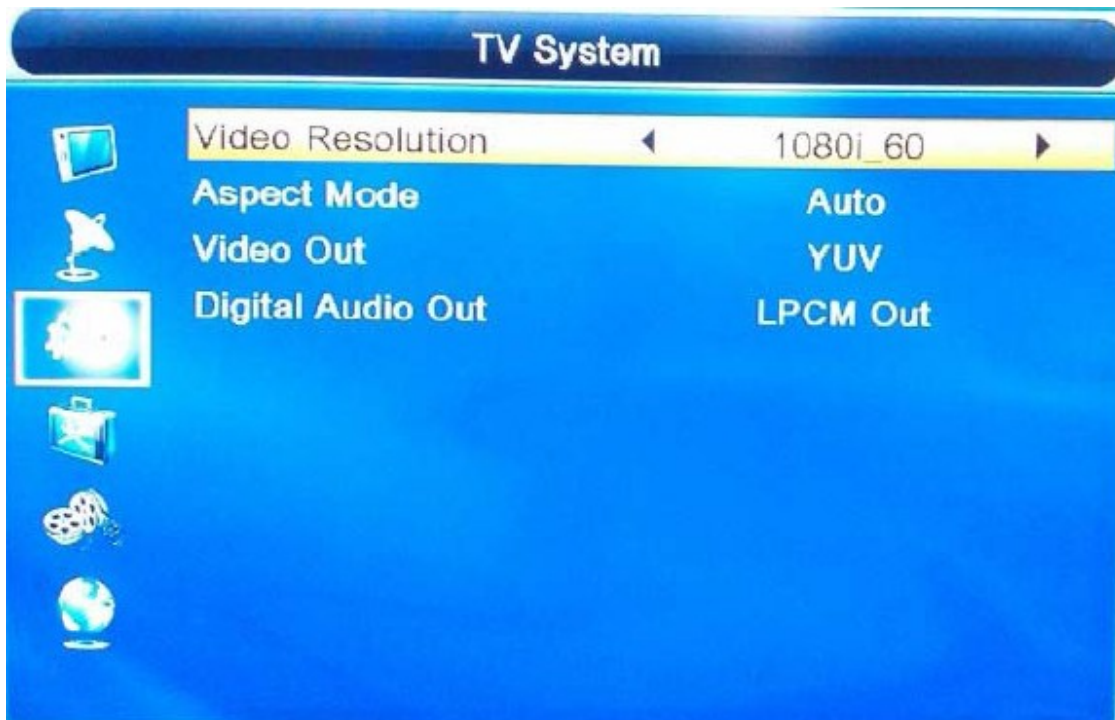 TV System
Video Resolution 1080i_60
Aspect Mode Auto
Video Out YUV
Digital Audio Out LPCM Out